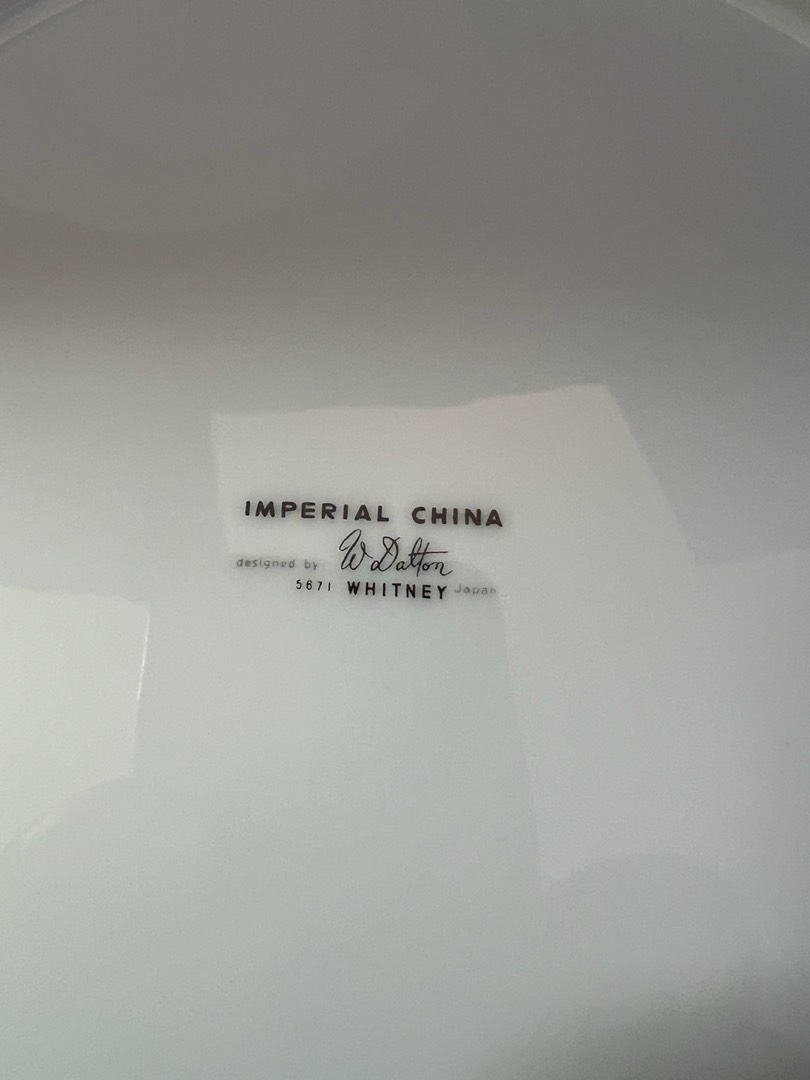 IMPERIAL CHINA
designed by W Dalton
5671 WHITNEY Japan